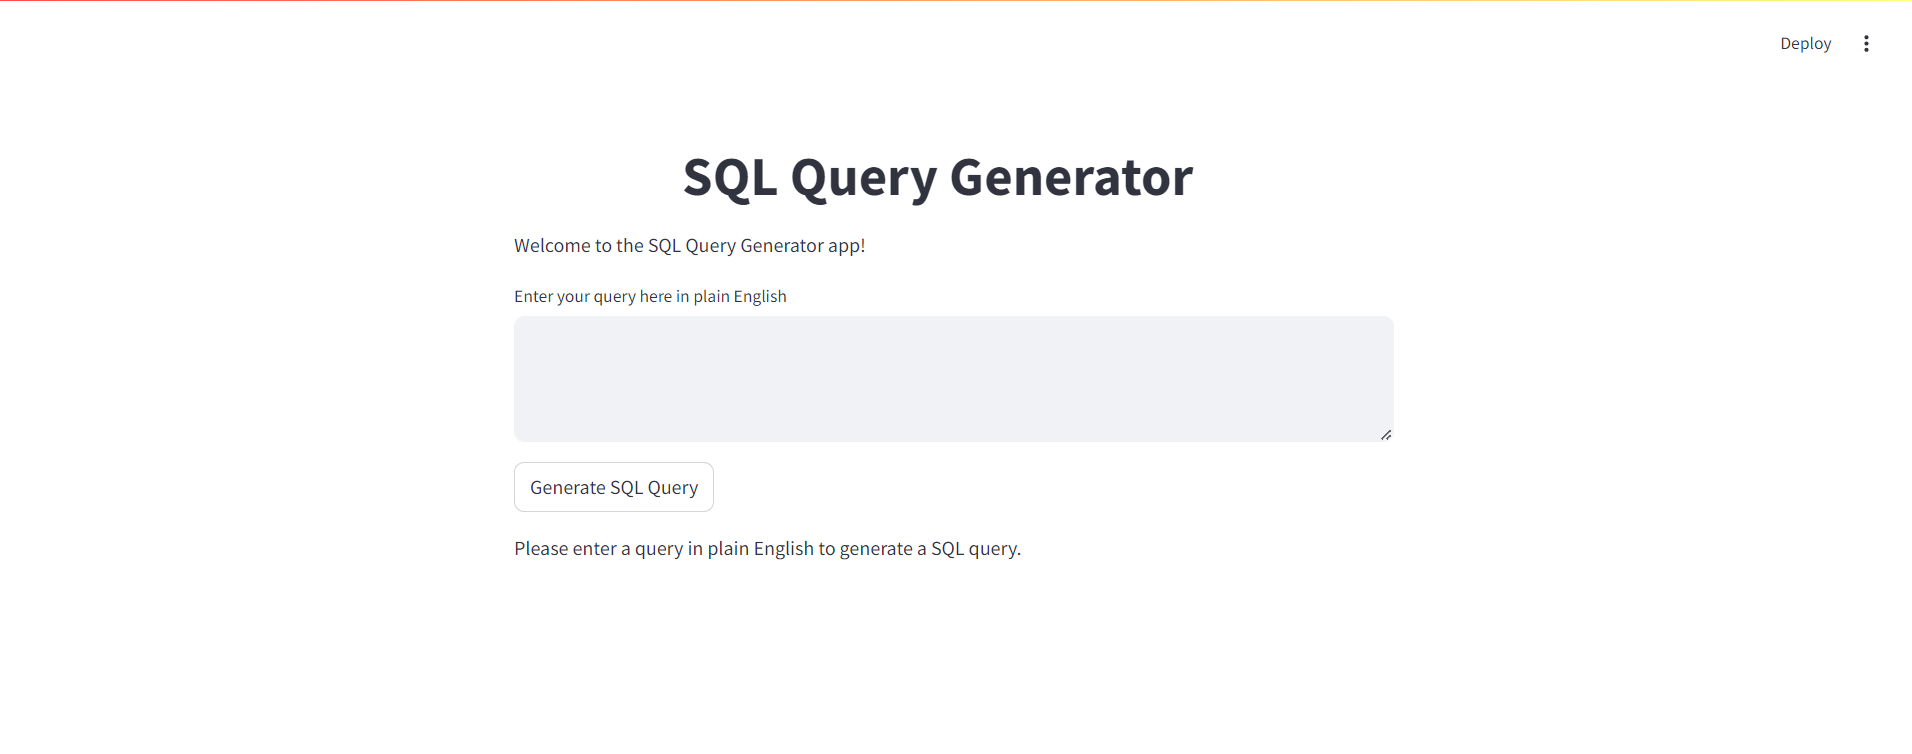 Deploy
SQL Query Generator
Welcome to the SQL Query Generator app!
Enter your query here in plain English
Generate SQL Query
Please enter a query in plain English to generate a SQL query.